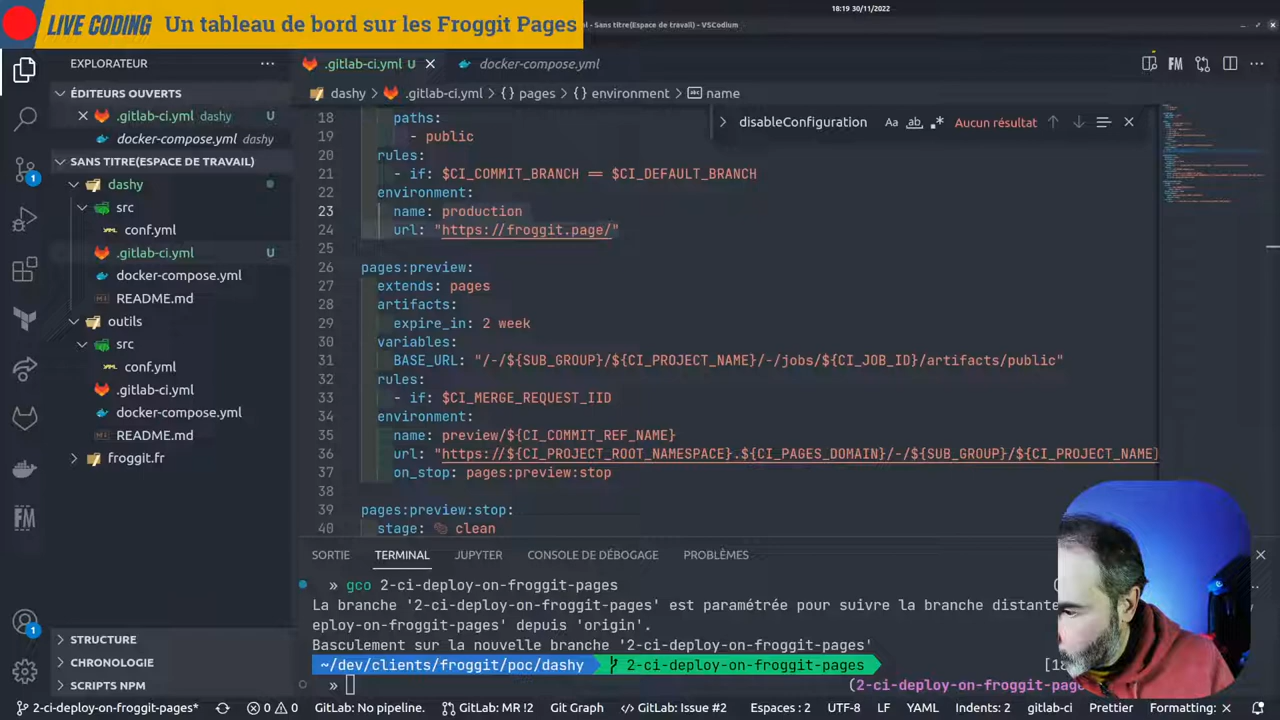 18:19 30/11/2022
LIVE CODING Un tableau de bord sur les Froggit Pages
l - Sans titre(Espace de travail) - VSCodium
EXPLORATEUR
.gitlab-ci.yml U
docker-compose.yml
ÉDITEURS OUVERTS
.gitlab-ci.yml dashy U
docker-compose.yml dashy
SANS TITRE(ESPACE DE TRAVAIL)
dashy
src
conf.yml
.gitlab-ci.yml U
docker-compose.yml
README.md
outils
src
conf.yml
.gitlab-ci.yml
docker-compose.yml
README.md
froggit.fr
STRUCTURE
CHRONOLOGIE
SCRIPTS NPM
FM
1
1
FM
dashy > .gitlab-ci.yml > {} pages > {} environment > name
disableConfiguration Aa ab .* Aucun résultat
18 paths:
19 - public
20 rules:
21 - if: $CI_COMMIT_BRANCH == $CI_DEFAULT_BRANCH
22 environment:
23 name: production
24 url: "https://froggit.page/"
25
26 pages:preview:
27 extends: pages
28 artifacts:
29 expire_in: 2 week
30 variables:
31 BASE_URL: "/-/${SUB_GROUP}/${CI_PROJECT_NAME}/-/jobs/${CI_JOB_ID}/artifacts/public"
32 rules:
33 - if: $CI_MERGE_REQUEST_IID
34 environment:
35 name: preview/${CI_COMMIT_REF_NAME}
36 url: "https://${CI_PROJECT_ROOT_NAMESPACE}.${CI_PAGES_DOMAIN}/-/${SUB_GROUP}/${CI_PROJECT_NAME}
37 on_stop: pages:preview:stop
38
39 pages:preview:stop:
40 stage: clean
SORTIE TERMINAL JUPYTER CONSOLE DE DÉBOGAGE PROBLÈMES
» gco 2-ci-deploy-on-froggit-pages
La branche '2-ci-deploy-on-froggit-pages' est paramétrée pour suivre la branche distante
eploy-on-froggit-pages' depuis 'origin'.
Basculement sur la nouvelle branche '2-ci-deploy-on-froggit-pages'
~/dev/clients/froggit/poc/dashy 2-ci-deploy-on-froggit-pages [18
» (2-ci-deploy-on-froggit-page
2-ci-deploy-on-froggit-pages* 0 0 GitLab: No pipeline. GitLab: MR !2 Git Graph GitLab: Issue #2 Espaces : 2 UTF-8 LF YAML Indents: 2 gitlab-ci Prettier Formatting: ×